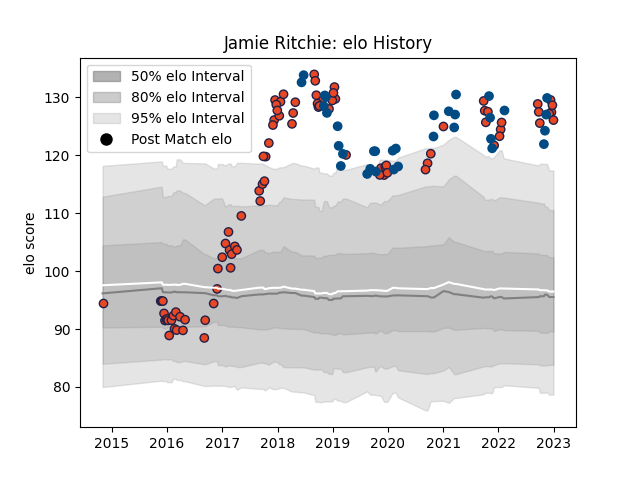 Jamie Ritchie: elo History
50% elo Interval
80% elo Interval
95% elo Interval
Post Match elo
elo score
130
120
110
100
90
80
2015 2016 2017 2018 2019 2020 2021 2022 2023